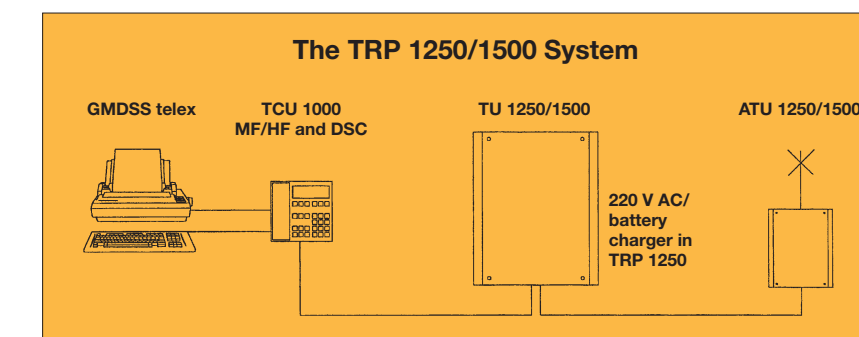 The TRP 1250/1500 System
GMDSS telex
TCU 1000
MF/HF and DSC
TU 1250/1500
ATU 1250/1500
220 V AC/
battery
charger in
TRP 1250